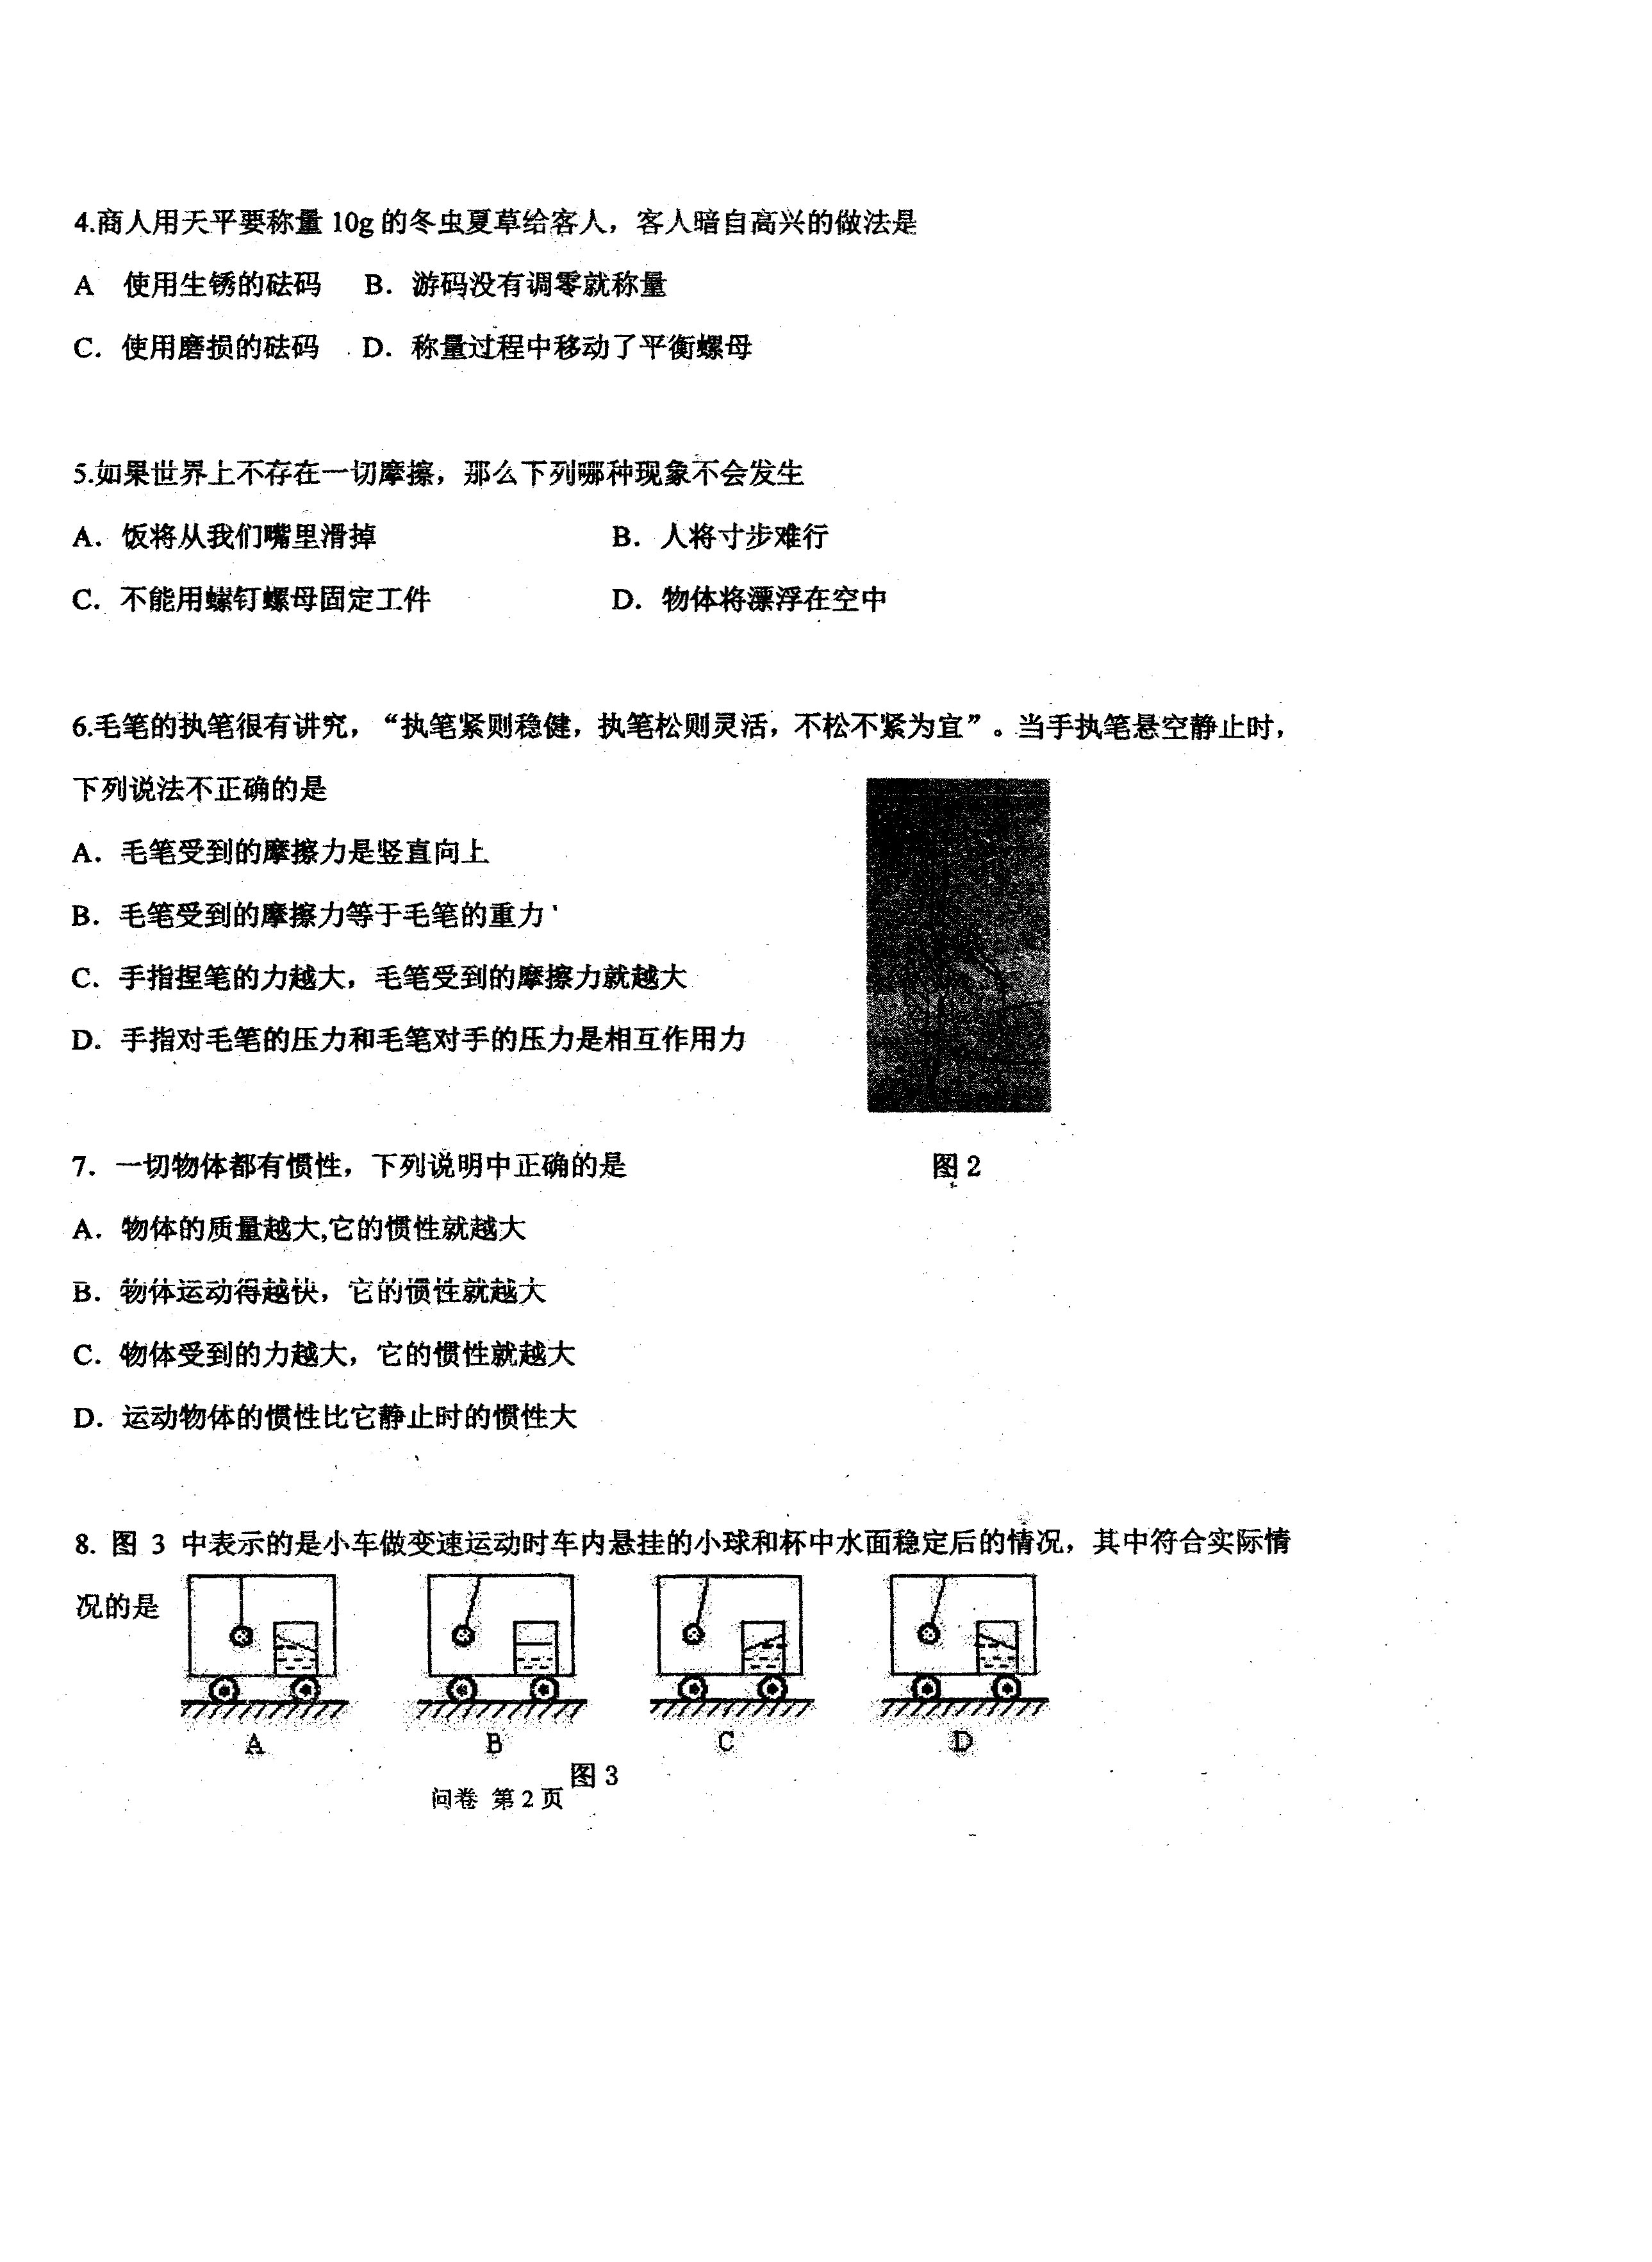 4.商人用天平要称量 10g 的冬虫夏草给客人，客人暗自高兴的做法是
A 使用生锈的砝码 B．游码没有调零就称量
C．使用磨损的砝码 D．称量过程中移动了平衡螺母
5.如果世界上不存在一切摩擦，那么下列哪种现象不会发生
A．饭将从我们嘴里滑掉 B．人将寸步难行
C．不能用螺钉螺母固定工件 D．物体将漂浮在空中
6.毛笔的执笔很有讲究，“执笔紧则稳健，执笔松则灵活，不松不紧为宜”。当手执笔悬空静止时，
下列说法不正确的是
A．毛笔受到的摩擦力是竖直向上
B．毛笔受到的摩擦力等于毛笔的重力
C．手指捏笔的力越大，毛笔受到的摩擦力就越大
D．手指对毛笔的压力和毛笔对手的压力是相互作用力
7．一切物体都有惯性，下列说明中正确的是
图 2
A．物体的质量越大,它的惯性就越大
B．物体运动得越快，它的惯性就越大
C．物体受到的力越大，它的惯性就越大
D．运动物体的惯性比它静止时的惯性大
8. 图 3 中表示的是小车做变速运动时车内悬挂的小球和杯中水面稳定后的情况，其中符合实际情
况的是
A B C D
图 3
问卷 第 2 页